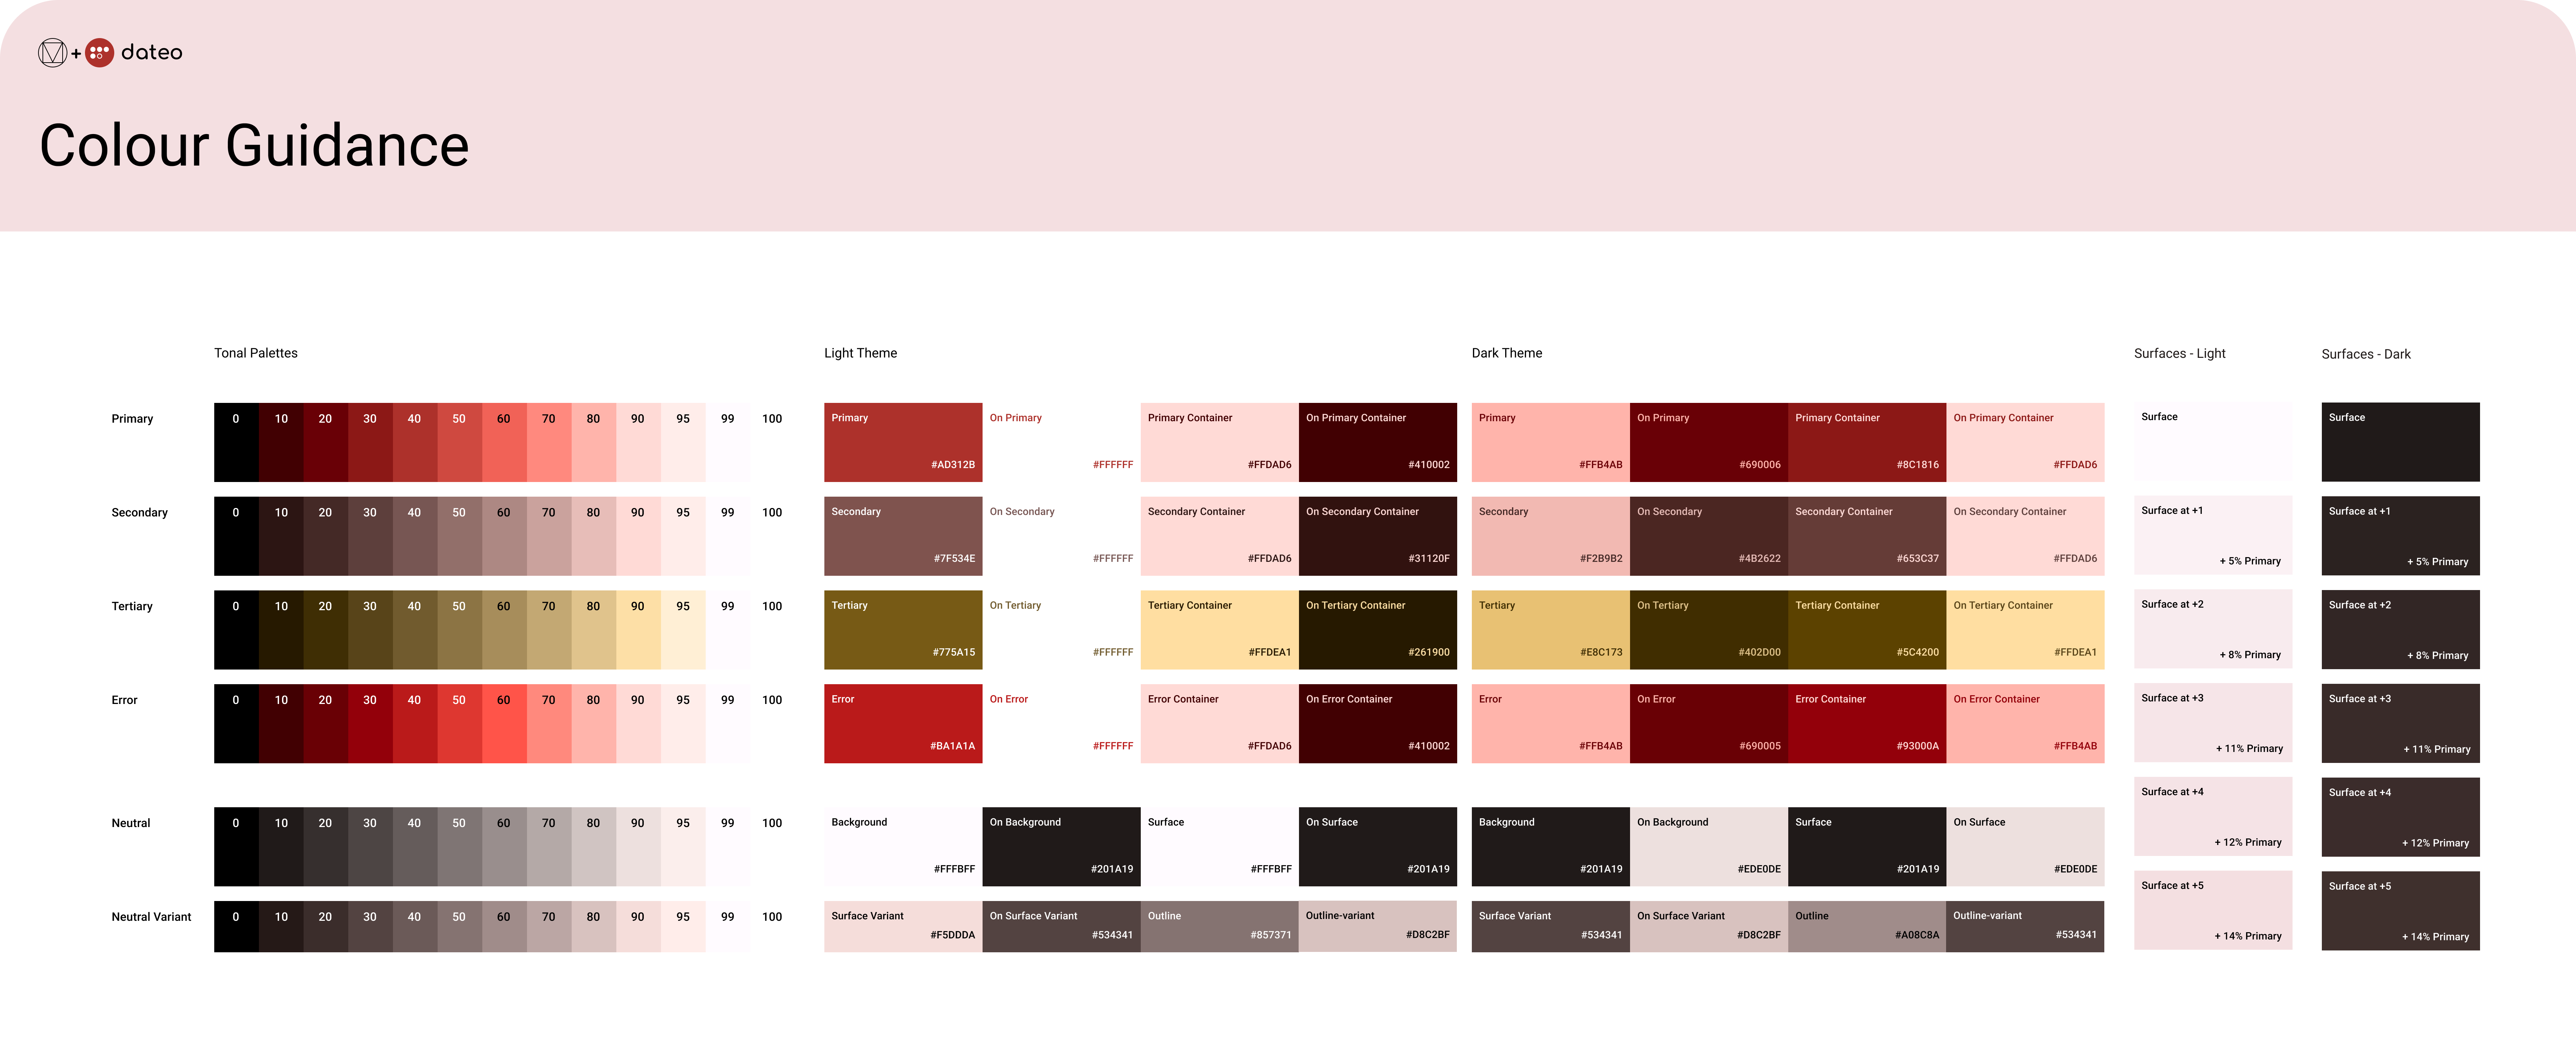 + dateo
Colour Guidance
Tonal Palettes
Light Theme
Dark Theme
Surfaces - Light
Surfaces - Dark
Primary
0 10 20 30 40 50 60 70 80 90 95 99 100
Primary
#AD312B
On Primary
#FFFFFF
Primary Container
#FFDAD6
On Primary Container
#410002
Primary
#FFB4AB
On Primary
#690006
Primary Container
#8C1816
On Primary Container
#FFDAD6
Surface
Surface
Secondary
0 10 20 30 40 50 60 70 80 90 95 99 100
Secondary
#7F534E
On Secondary
#FFFFFF
Secondary Container
#FFDAD6
On Secondary Container
#31120F
Secondary
#F2B9B2
On Secondary
#4B2622
Secondary Container
#653C37
On Secondary Container
#FFDAD6
Surface at +1
+ 5% Primary
Surface at +1
+ 5% Primary
Tertiary
0 10 20 30 40 50 60 70 80 90 95 99 100
Tertiary
#775A15
On Tertiary
#FFFFFF
Tertiary Container
#FFDEA1
On Tertiary Container
#261900
Tertiary
#E8C173
On Tertiary
#402D00
Tertiary Container
#5C4200
On Tertiary Container
#FFDEA1
Surface at +2
+ 8% Primary
Surface at +2
+ 8% Primary
Error
0 10 20 30 40 50 60 70 80 90 95 99 100
Error
#BA1A1A
On Error
#FFFFFF
Error Container
#FFDAD6
On Error Container
#410002
Error
#FFB4AB
On Error
#690005
Error Container
#93000A
On Error Container
#FFB4AB
Surface at +3
+ 11% Primary
Surface at +3
+ 11% Primary
Neutral
0 10 20 30 40 50 60 70 80 90 95 99 100
Background
#FFFBFF
On Background
#201A19
Surface
#FFFBFF
On Surface
#201A19
Background
#201A19
On Background
#EDE0DE
Surface
#201A19
On Surface
#EDE0DE
Surface at +4
+ 12% Primary
Surface at +4
+ 12% Primary
Neutral Variant
0 10 20 30 40 50 60 70 80 90 95 99 100
Surface Variant
#F5DDDA
On Surface Variant
#534341
Outline
#857371
Outline-variant
#D8C2BF
Surface Variant
#534341
On Surface Variant
#D8C2BF
Outline
#A08C8A
Outline-variant
#534341
Surface at +5
+ 14% Primary
Surface at +5
+ 14% Primary